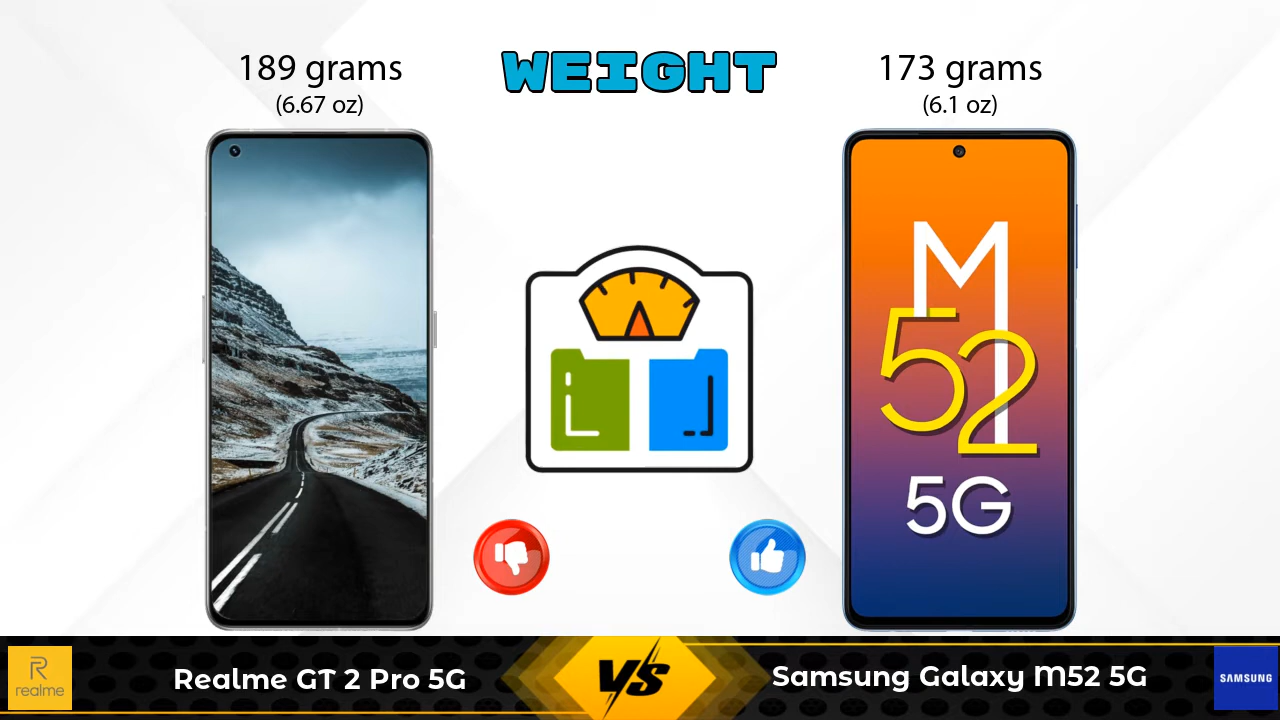 WEIGHT
189 grams
(6.67 oz)
173 grams
(6.1 oz)
M
52
5G
R
realme
Realme GT 2 Pro 5G
VS
Samsung Galaxy M52 5G
SAMSUNG